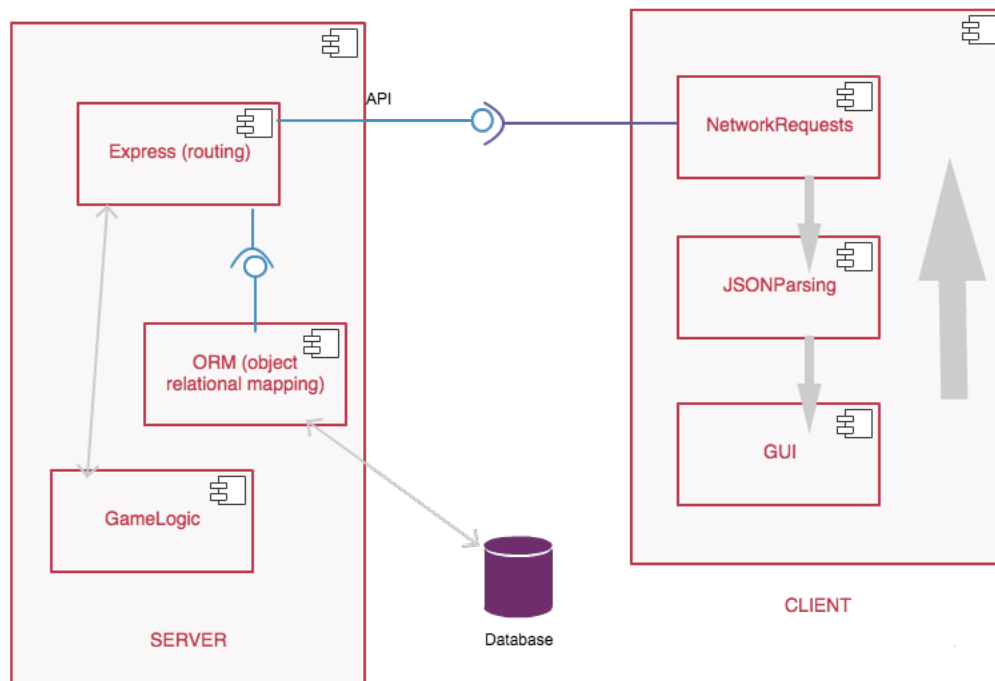 API
Express (routing)
NetworkRequests
JSONParsing
ORM (object
relational mapping)
GUI
GameLogic
Database
SERVER
CLIENT